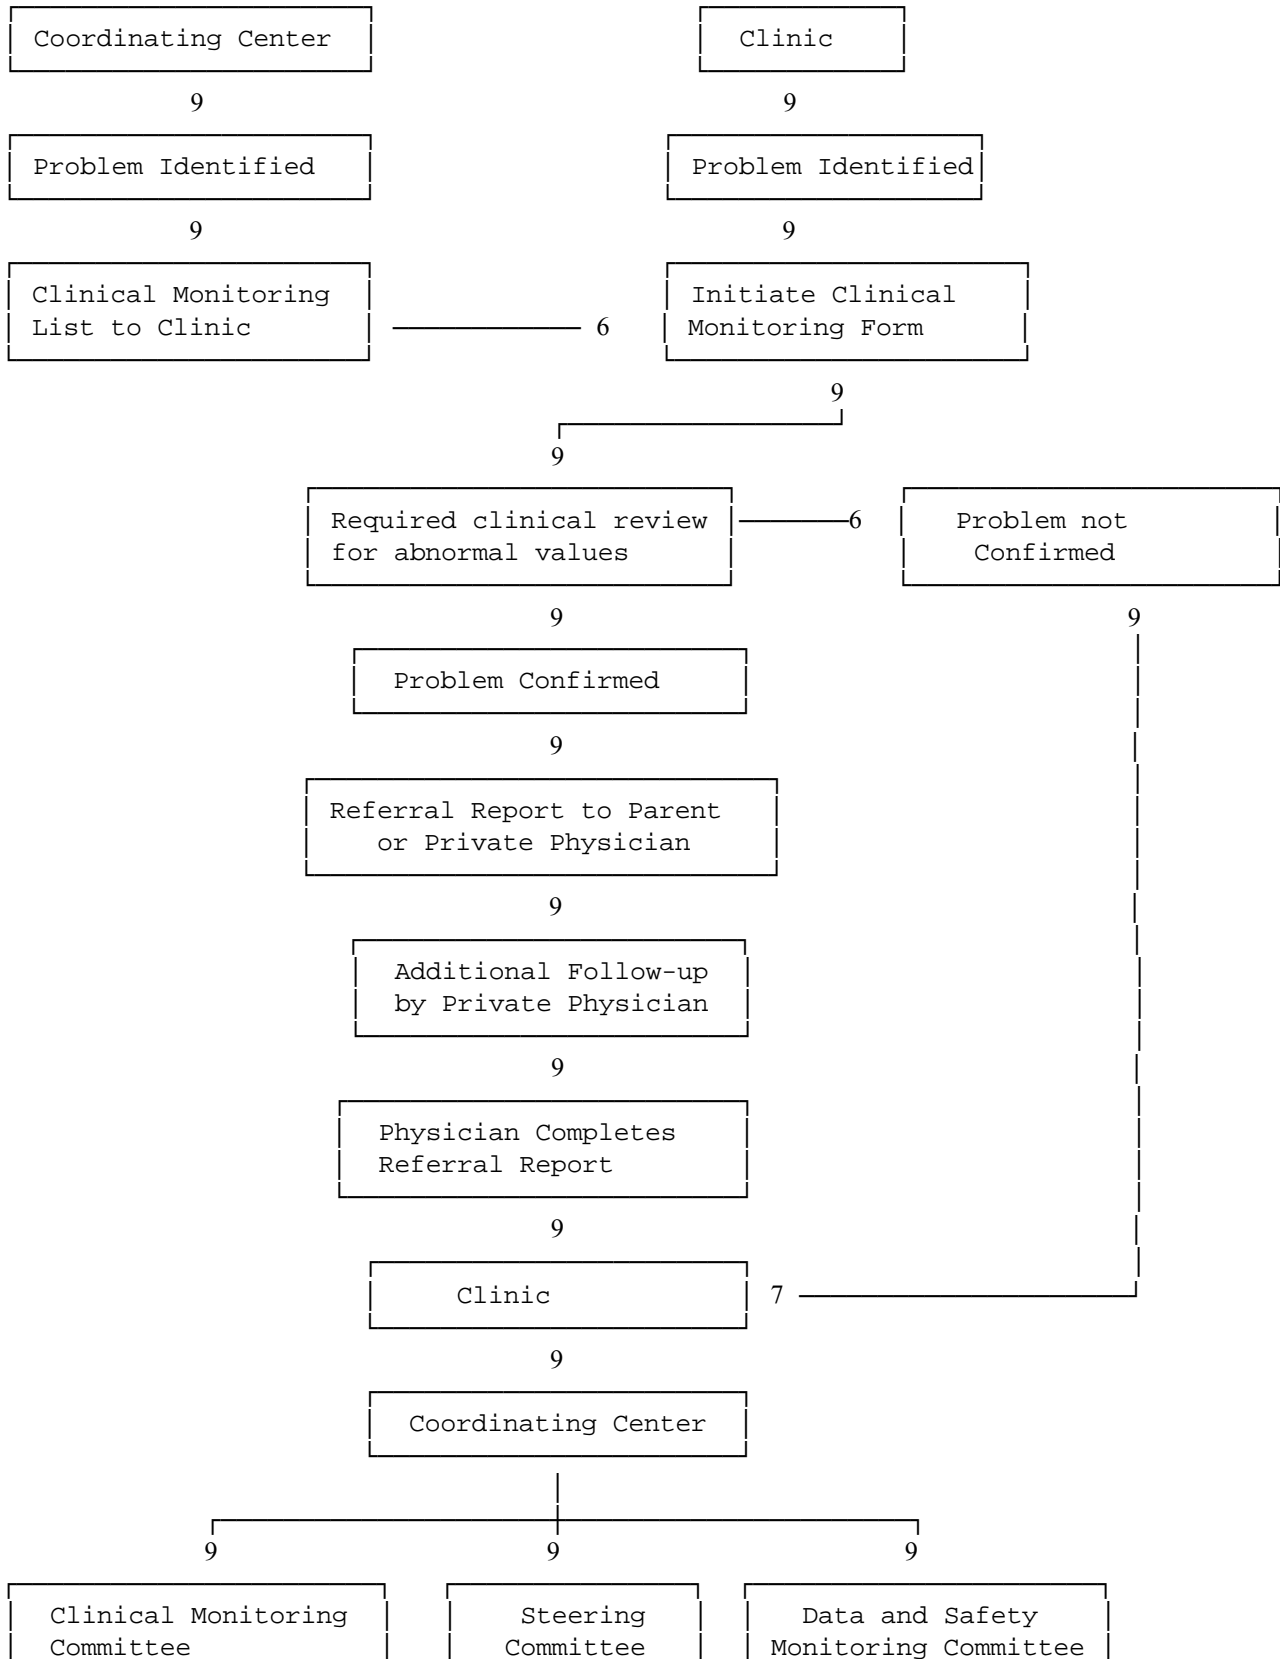 Coordinating Center
Clinic
9
9
Problem Identified
Problem Identified
9
9
Clinical Monitoring
List to Clinic
6
Initiate Clinical
Monitoring Form
9
9
Required clinical review
for abnormal values
6
Problem not
Confirmed
9
9
Problem Confirmed
9
Referral Report to Parent
or Private Physician
9
Additional Follow-up
by Private Physician
9
Physician Completes
Referral Report
9
Clinic
7
9
Coordinating Center
9
9
9
Clinical Monitoring
Committee
Steering
Committee
Data and Safety
Monitoring Committee